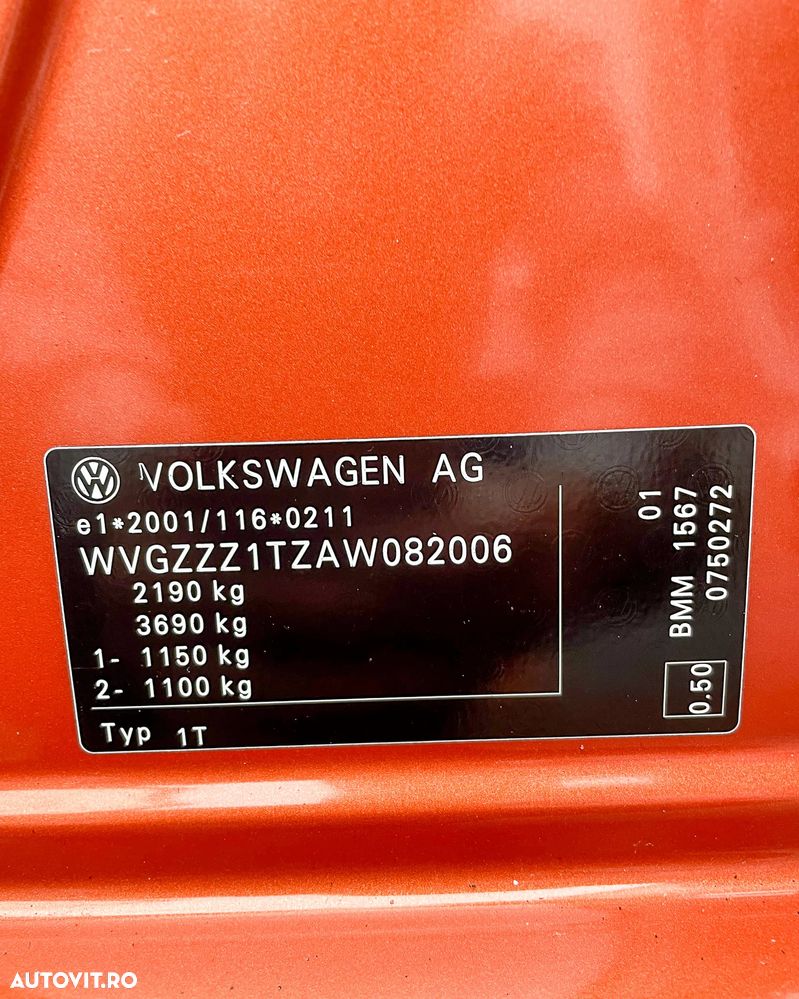 VOLKSWAGEN AG
e1*2001/116*0211
WVGZZZ1TZAW082006
2190 kg
3690 kg
1- 1150 kg
2- 1100 kg
Typ 1T
01
BMM 1567
0750272
0.50
AUTOVIT.RO